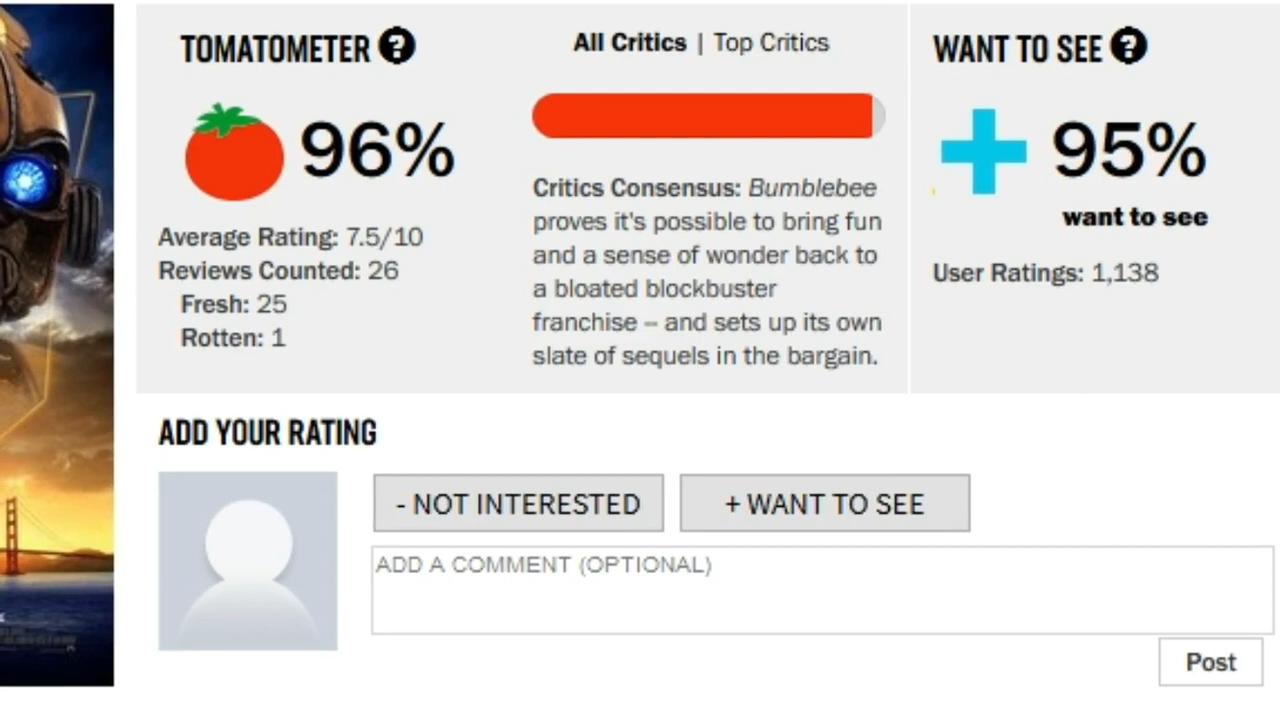 TOMATOMETER ?
96%
Average Rating: 7.5/10
Reviews Counted: 26
Fresh: 25
Rotten: 1
All Critics | Top Critics
Critics Consensus: Bumblebee
proves it's possible to bring fun
and a sense of wonder back to
a bloated blockbuster
franchise – and sets up its own
slate of sequels in the bargain.
WANT TO SEE ?
95%
want to see
User Ratings: 1,138
ADD YOUR RATING
- NOT INTERESTED
+ WANT TO SEE
ADD A COMMENT (OPTIONAL)
Post